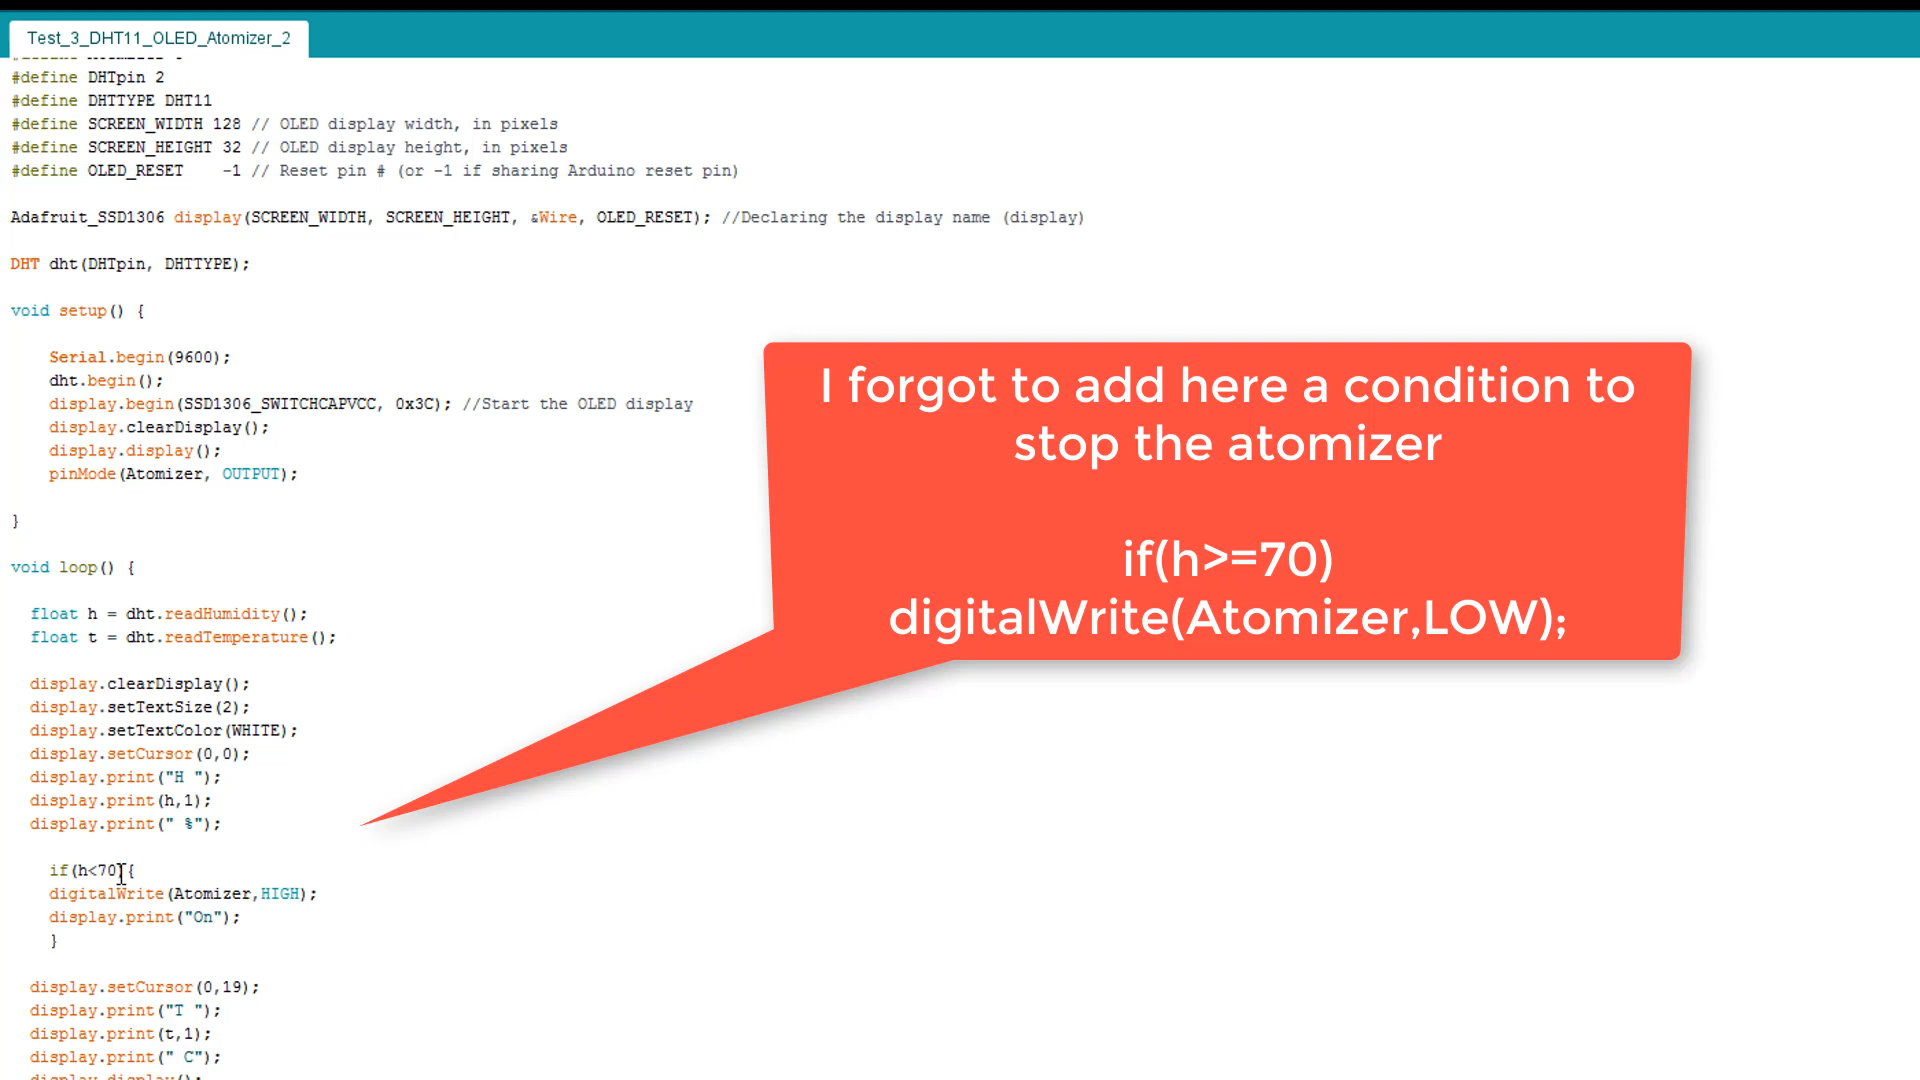 Test_3_DHT11_OLED_Atomizer_2
#define DHTpin 2
#define DHTTYPE DHT11
#define SCREEN_WIDTH 128 // OLED display width, in pixels
#define SCREEN_HEIGHT 32 // OLED display height, in pixels
#define OLED_RESET    -1 // Reset pin # (or -1 if sharing Arduino reset pin)
Adafruit_SSD1306 display(SCREEN_WIDTH, SCREEN_HEIGHT, &Wire, OLED_RESET); //Declaring the display name (display)
DHT dht(DHTpin, DHTTYPE);
void setup() {
Serial.begin(9600);
dht.begin();
display.begin(SSD1306_SWITCHCAPVCC, 0x3C); //Start the OLED display
display.clearDisplay();
display.display();
pinMode(Atomizer, OUTPUT);
}
void loop() {
float h = dht.readHumidity();
float t = dht.readTemperature();
display.clearDisplay();
display.setTextSize(2);
display.setTextColor(WHITE);
display.setCursor(0,0);
display.print("H ");
display.print(h,1);
display.print(" %");
if(h<70){
digitalWrite(Atomizer,HIGH);
display.print("On");
}
display.setCursor(0,19);
display.print("T ");
display.print(t,1);
display.print(" C");
display.display();
I forgot to add here a condition to
stop the atomizer
if(h>=70)
digitalWrite(Atomizer,LOW);